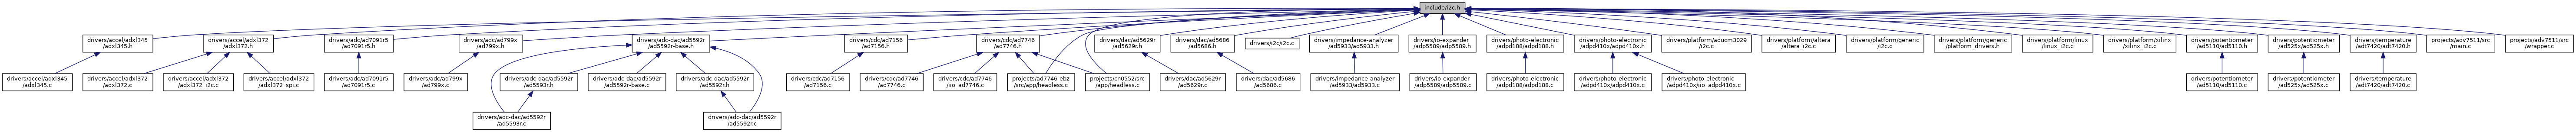 include/i2c.h
drivers/accel/adxl345
/adxl345.h
drivers/accel/adxl372
/adxl372.h
drivers/adc/ad7091r5
/ad7091r5.h
drivers/adc/ad799x
/ad799x.h
drivers/adc-dac/ad5592r
/ad5592r-base.h
drivers/cdc/ad7156
/ad7156.h
drivers/cdc/ad7746
/ad7746.h
drivers/dac/ad5629r
/ad5629r.h
drivers/dac/ad5686
/ad5686.h
drivers/i2c/i2c.c
drivers/impedance-analyzer
/ad5933/ad5933.h
drivers/io-expander
/adp5589/adp5589.h
drivers/photo-electronic
/adpd188/adpd188.h
drivers/photo-electronic
/adpd410x/adpd410x.h
drivers/platform/aducm3029
/i2c.c
drivers/platform/altera
/altera_i2c.c
drivers/platform/generic
/i2c.c
drivers/platform/generic
/platform_drivers.h
drivers/platform/linux
/linux_i2c.c
drivers/platform/xilinx
/xilinx_i2c.c
drivers/potentiometer
/ad5110/ad5110.h
drivers/potentiometer
/ad525x/ad525x.h
drivers/temperature
/adt7420/adt7420.h
projects/adv7511/src
/main.c
projects/adv7511/src
/wrapper.c
drivers/accel/adxl345
/adxl345.c
drivers/accel/adxl372
/adxl372.c
drivers/accel/adxl372
/adxl372_i2c.c
drivers/accel/adxl372
/adxl372_spi.c
drivers/adc/ad7091r5
/ad7091r5.c
drivers/adc/ad799x
/ad799x.c
drivers/adc-dac/ad5592r
/ad5593r.h
drivers/adc-dac/ad5592r
/ad5592r-base.c
drivers/adc-dac/ad5592r
/ad5592r.h
drivers/cdc/ad7156
/ad7156.c
drivers/cdc/ad7746
/ad7746.c
drivers/cdc/ad7746
/iio_ad7746.c
projects/ad7746-ebz
/src/app/headless.c
projects/cn0552/src
/app/headless.c
drivers/dac/ad5629r
/ad5629r.c
drivers/dac/ad5686
/ad5686.c
drivers/impedance-analyzer
/ad5933/ad5933.c
drivers/io-expander
/adp5589/adp5589.c
drivers/photo-electronic
/adpd188/adpd188.c
drivers/photo-electronic
/adpd410x/adpd410x.c
drivers/photo-electronic
/adpd410x/iio_adpd410x.c
drivers/potentiometer
/ad5110/ad5110.c
drivers/potentiometer
/ad525x/ad525x.c
drivers/temperature
/adt7420/adt7420.c
drivers/adc-dac/ad5592r
/ad5593r.c
drivers/adc-dac/ad5592r
/ad5592r.c